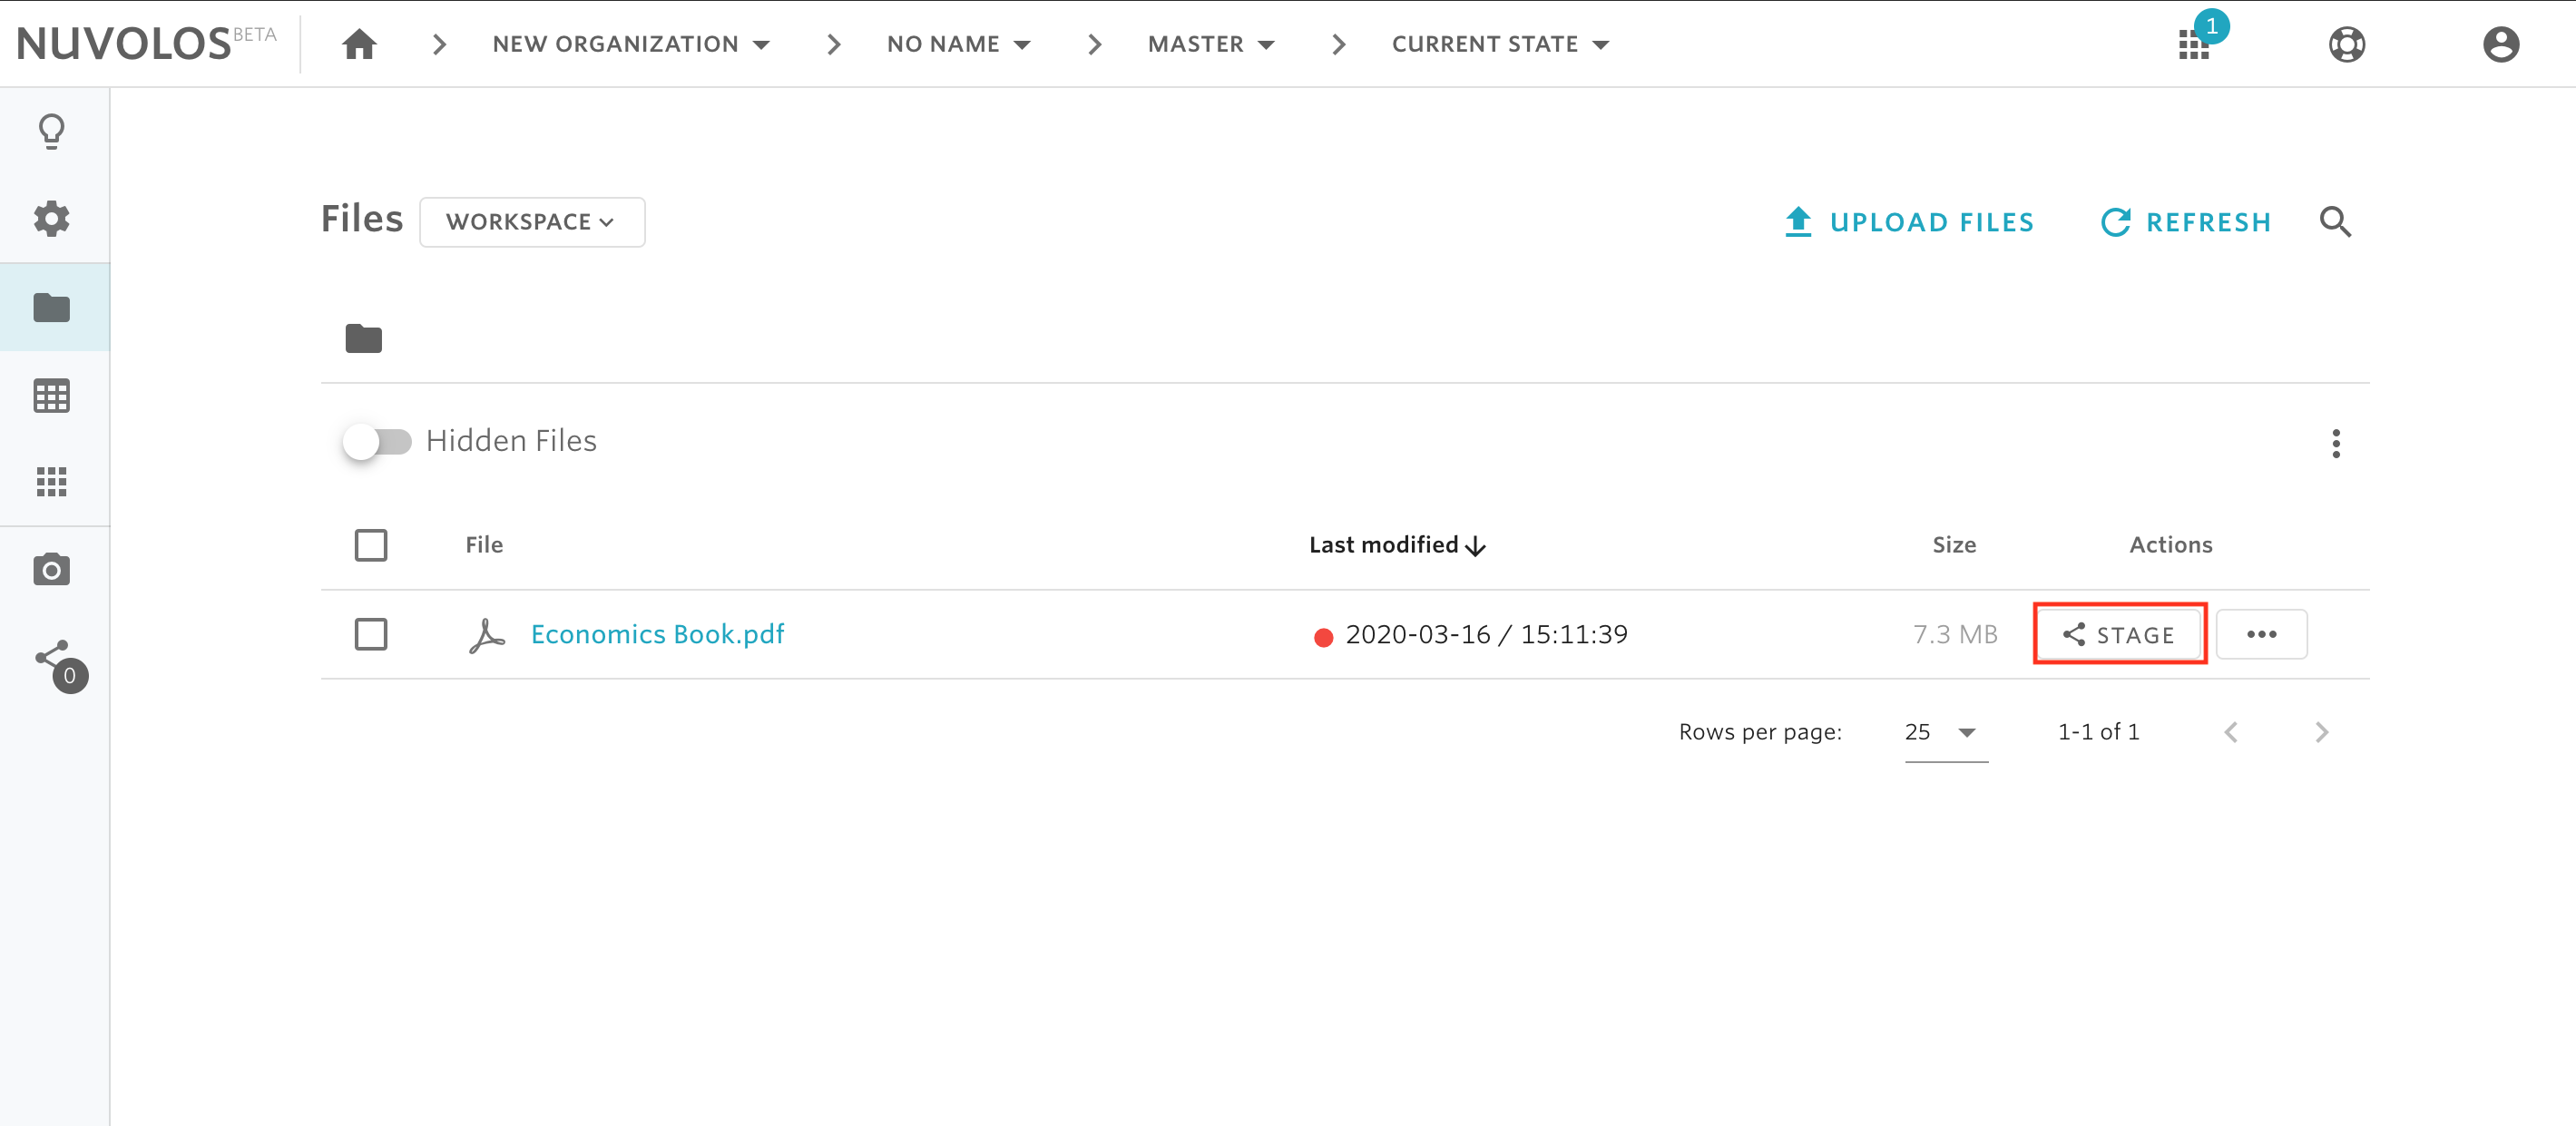 NUVOLOS BETA
NEW ORGANIZATION
NO NAME
MASTER
CURRENT STATE
1
Files
WORKSPACE
UPLOAD FILES
REFRESH
Hidden Files
File
Last modified
Size
Actions
Economics Book.pdf
2020-03-16 / 15:11:39
7.3 MB
STAGE
0
Rows per page:
25
1-1 of 1